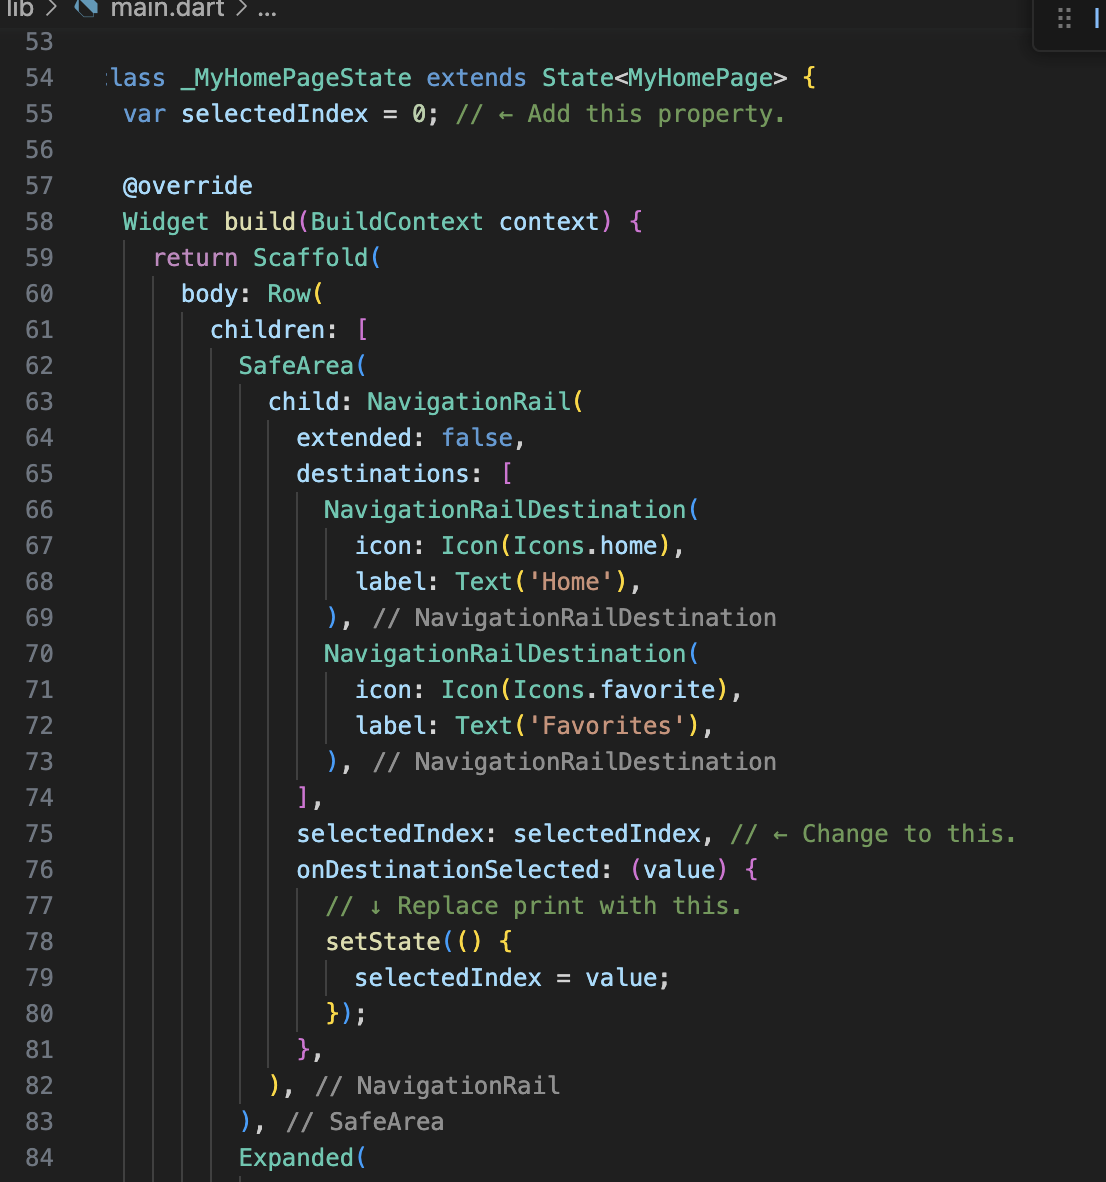 lib > main.dart > ...
53
54 class _MyHomePageState extends State<MyHomePage> {
55 var selectedIndex = 0; // ← Add this property.
56
57 @override
58 Widget build(BuildContext context) {
59 return Scaffold(
60 body: Row(
61 children: [
62 SafeArea(
63 child: NavigationRail(
64 extended: false,
65 destinations: [
66 NavigationRailDestination(
67 icon: Icon(Icons.home),
68 label: Text('Home'),
69 ), // NavigationRailDestination
70 NavigationRailDestination(
71 icon: Icon(Icons.favorite),
72 label: Text('Favorites'),
73 ), // NavigationRailDestination
74 ],
75 selectedIndex: selectedIndex, // ← Change to this.
76 onDestinationSelected: (value) {
77 // ↓ Replace print with this.
78 setState(() {
79 selectedIndex = value;
80 });
81 },
82 ), // NavigationRail
83 ), // SafeArea
84 Expanded(